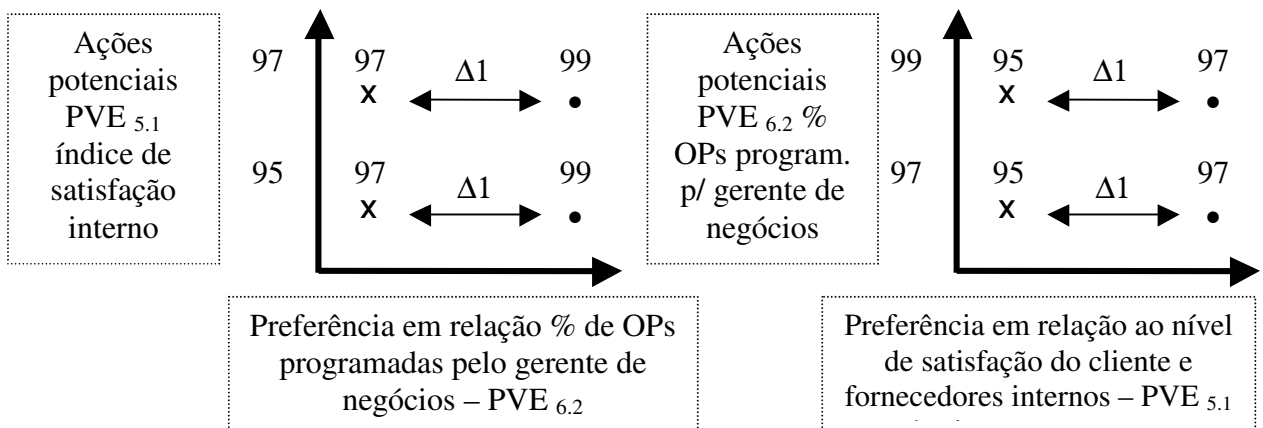 Ações
potenciais
PVE 5.1
índice de
satisfação
interno
97
95
97
x
Δ1
99
•
97
x
Δ1
99
•
Preferência em relação % de OPs
programadas pelo gerente de
negócios – PVE 6.2
Ações
potenciais
PVE 6.2 %
OPs program.
p/ gerente de
negócios
99
97
95
x
Δ1
97
•
95
x
Δ1
97
•
Preferência em relação ao nível
de satisfação do cliente e
fornecedores internos – PVE 5.1